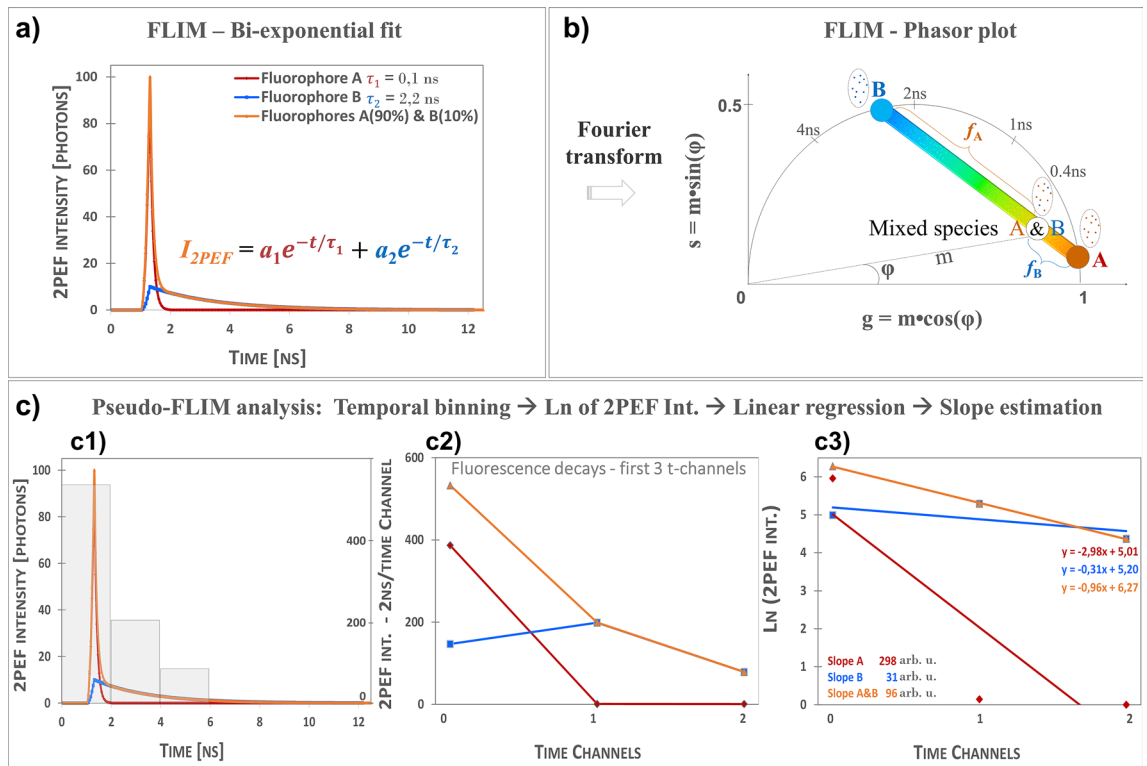 a)
FLIM – Bi-exponential fit
Fluorophore A τ₁ = 0,1 ns
Fluorophore B τ₂ = 2,2 ns
Fluorophores A(90%) & B(10%)
2PEF INTENSITY [PHOTONS]
100
80
60
40
20
0
I₂PEF = a₁e^(-t/τ₁) + a₂e^(-t/τ₂)
0 2 4 6 8 10 12
TIME [NS]
b)
FLIM - Phasor plot
Fourier
transform
s = m•sin(φ)
0.5
B
2ns
4ns
fA
1ns
0.4ns
Mixed species
A & B
A
m
φ
fB
0
1
g = m•cos(φ)
c)
Pseudo-FLIM analysis: Temporal binning → Ln of 2PEF Int. → Linear regression → Slope estimation
c1)
2PEF INTENSITY [PHOTONS]
100
90
80
70
60
50
40
30
20
10
0
400
200
0
0 2 4 6 8 10 12
TIME [NS]
c2)
2PEF INT. - 2NS/TIME CHANNEL
Fluorescence decays - first 3 t-channels
600
500
400
300
200
100
0
0 1 2
TIME CHANNELS
c3)
LN (2PEF INT.)
6
5
4
3
2
1
0
y = -2,98x + 5,01
y = -0,31x + 5,20
y = -0,96x + 6,27
Slope A 298 arb. u.
Slope B 31 arb. u.
Slope A&B 96 arb. u.
0 1 2
TIME CHANNELS